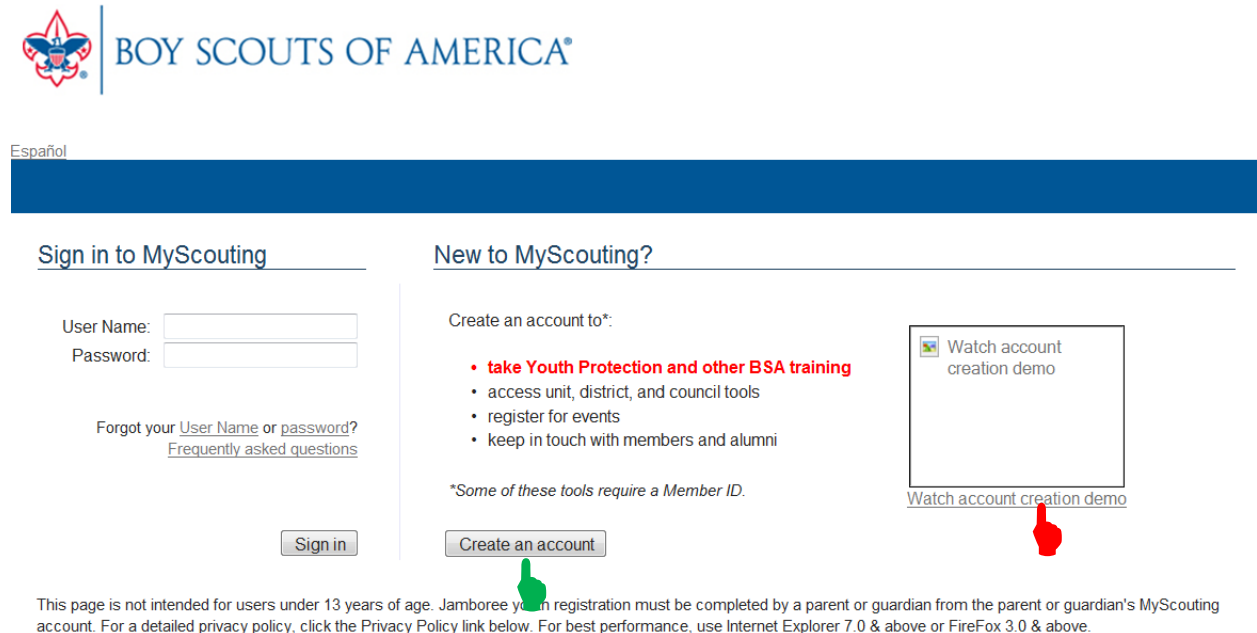 BOY SCOUTS OF AMERICA®
Español
Sign in to MyScouting
User Name:
Password:
Forgot your User Name or password?
Frequently asked questions
Sign in
New to MyScouting?
Create an account to*:
• take Youth Protection and other BSA training
• access unit, district, and council tools
• register for events
• keep in touch with members and alumni
*Some of these tools require a Member ID.
Create an account
Watch account
creation demo
Watch account creation demo
This page is not intended for users under 13 years of age. Jamboree registration must be completed by a parent or guardian from the parent or guardian's MyScouting
account. For a detailed privacy policy, click the Privacy Policy link below. For best performance, use Internet Explorer 7.0 & above or FireFox 3.0 & above.